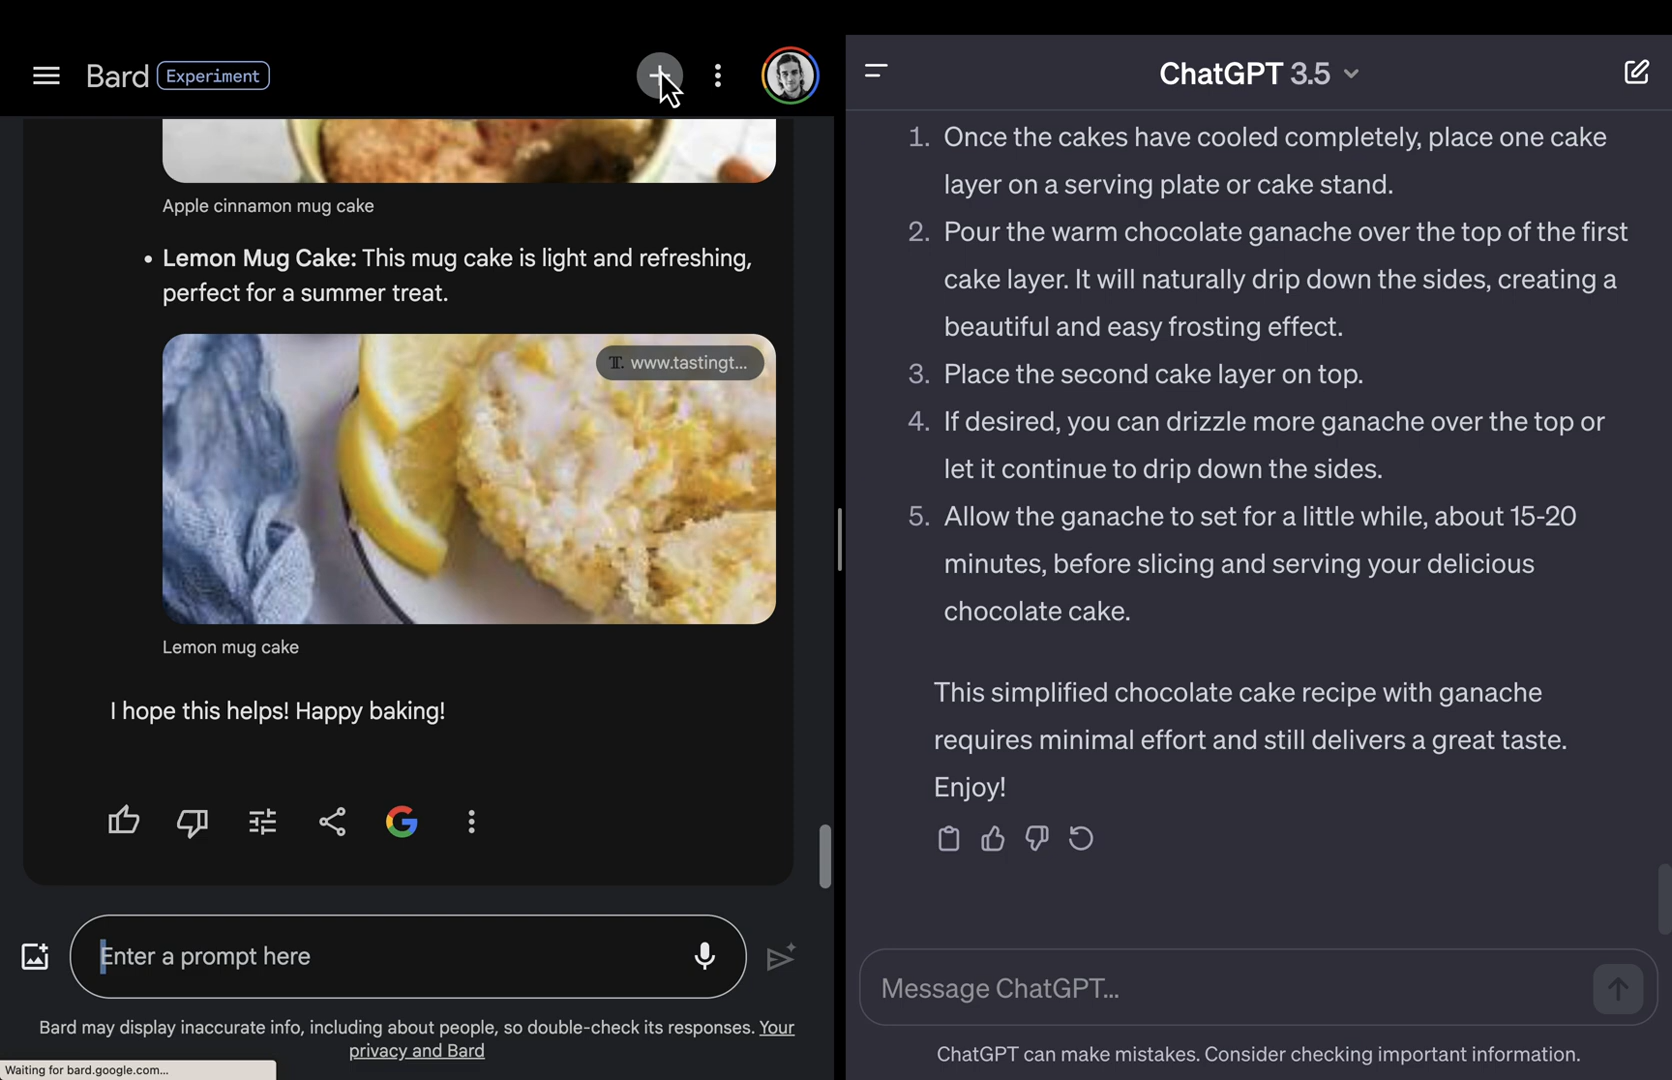 Bard Experiment
Apple cinnamon mug cake
• Lemon Mug Cake: This mug cake is light and refreshing,
perfect for a summer treat.
T. www.tastingt...
Lemon mug cake
I hope this helps! Happy baking!
Enter a prompt here
Bard may display inaccurate info, including about people, so double-check its responses. Your
privacy and Bard
Waiting for bard.google.com...
ChatGPT 3.5
1. Once the cakes have cooled completely, place one cake
layer on a serving plate or cake stand.
2. Pour the warm chocolate ganache over the top of the first
cake layer. It will naturally drip down the sides, creating a
beautiful and easy frosting effect.
3. Place the second cake layer on top.
4. If desired, you can drizzle more ganache over the top or
let it continue to drip down the sides.
5. Allow the ganache to set for a little while, about 15-20
minutes, before slicing and serving your delicious
chocolate cake.
This simplified chocolate cake recipe with ganache
requires minimal effort and still delivers a great taste.
Enjoy!
Message ChatGPT...
ChatGPT can make mistakes. Consider checking important information.